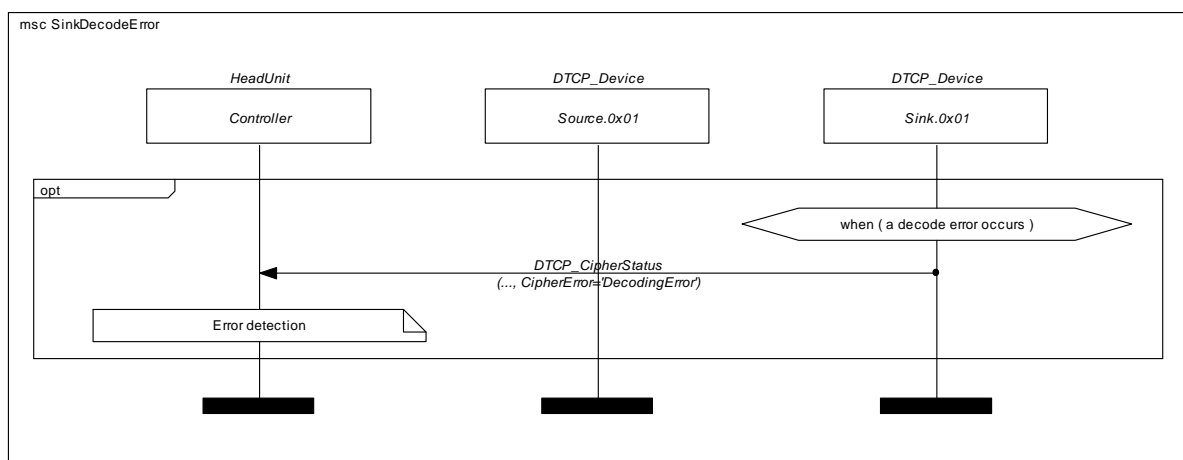 msc SinkDecodeError
HeadUnit
DTCP_Device
DTCP_Device
Controller
Source.0x01
Sink.0x01
opt
when ( a decode error occurs )
DTCP_CipherStatus
(..., CipherError='DecodingError')
Error detection